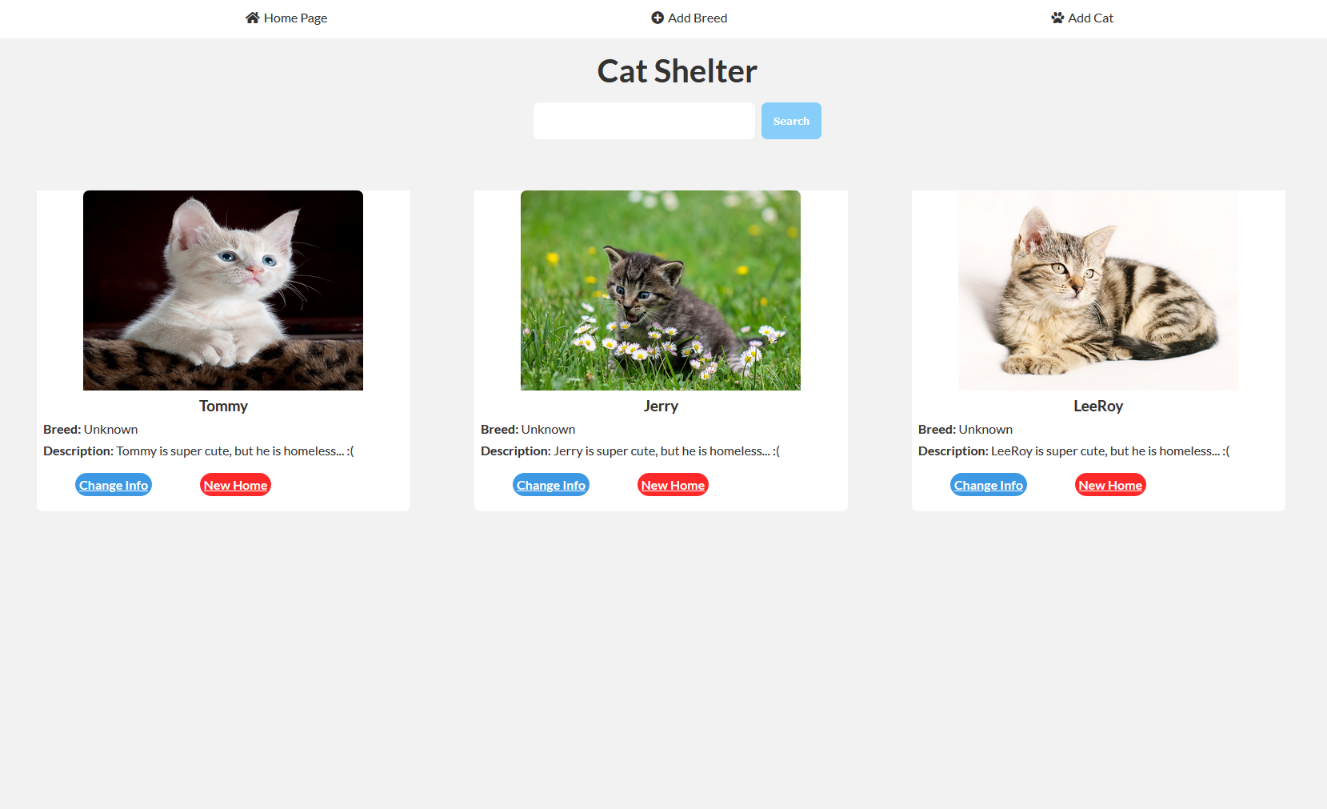 Home Page
Add Breed
Add Cat
Cat Shelter
Search
Tommy
Breed: Unknown
Description: Tommy is super cute, but he is homeless... :(
Change Info
New Home
Jerry
Breed: Unknown
Description: Jerry is super cute, but he is homeless... :(
Change Info
New Home
LeeRoy
Breed: Unknown
Description: LeeRoy is super cute, but he is homeless... :(
Change Info
New Home